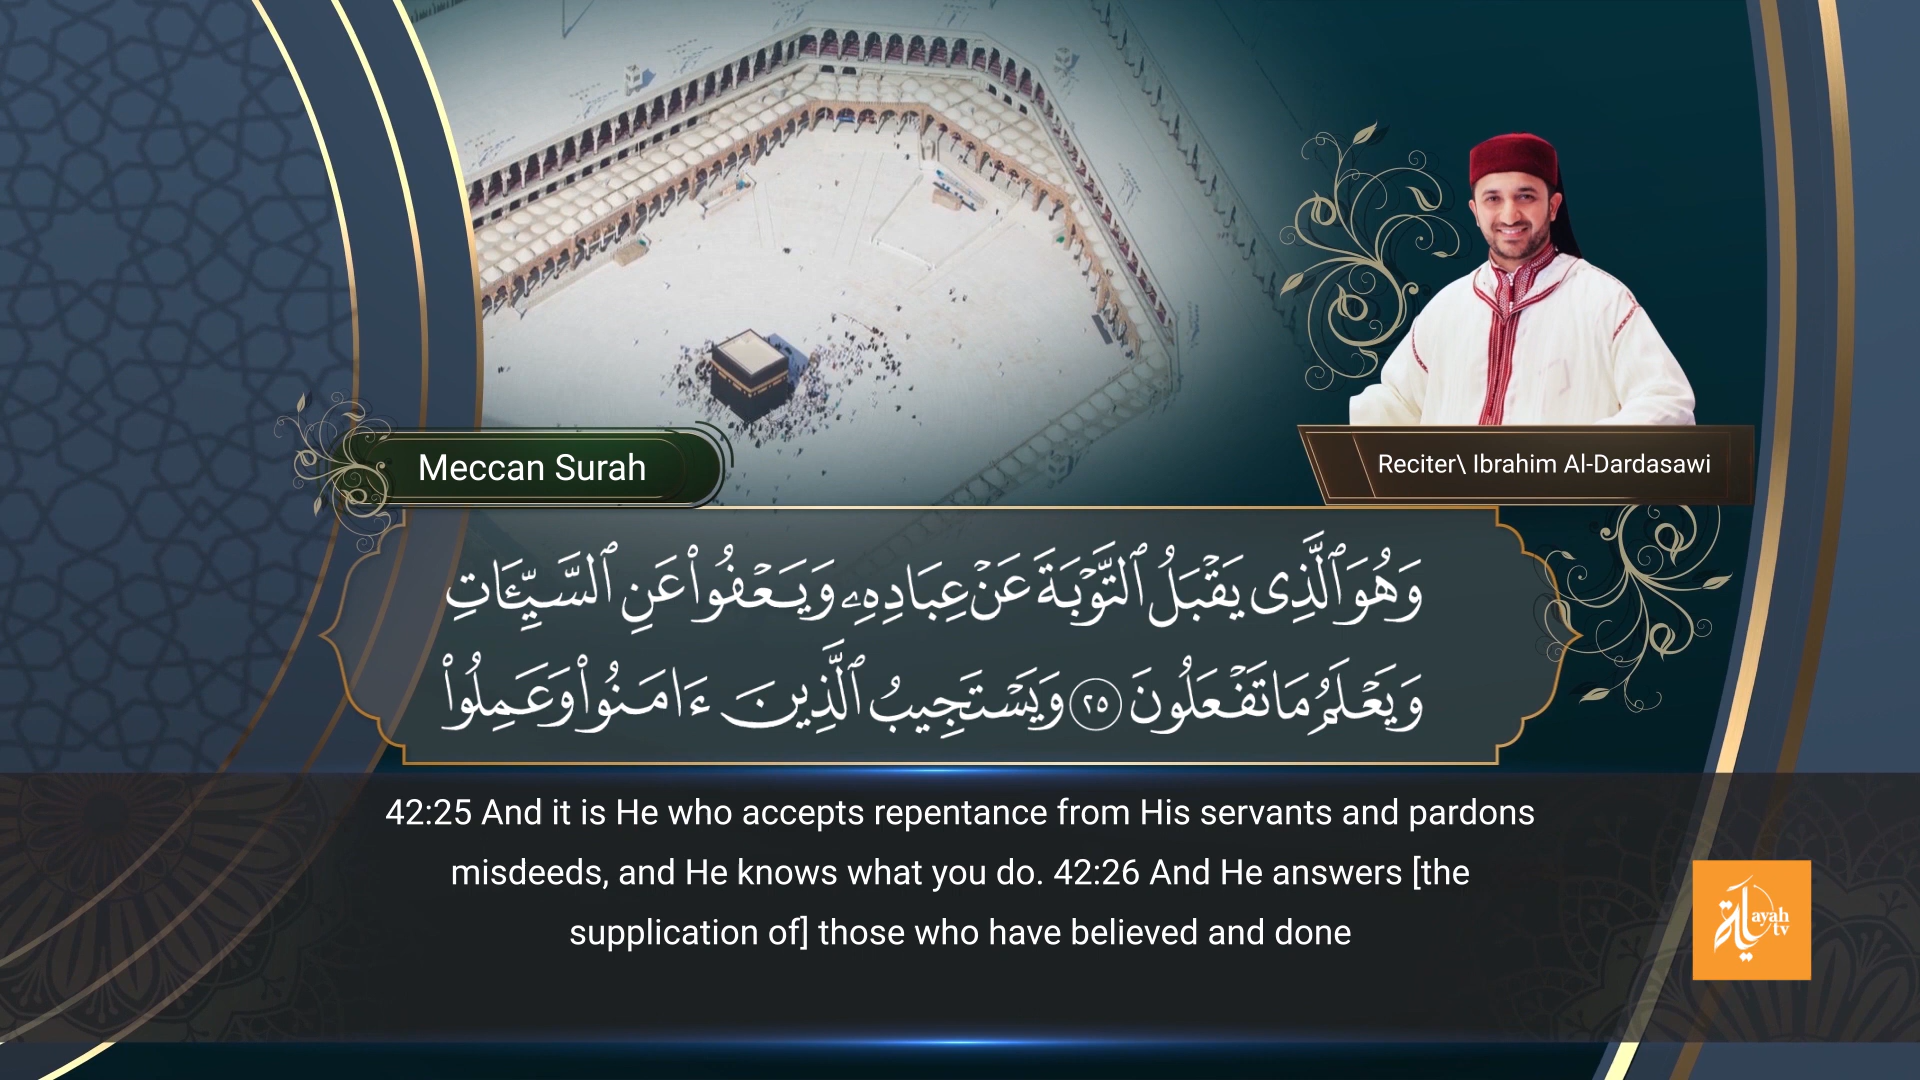 Meccan Surah
Reciter\ Ibrahim Al-Dardasawi
وَهُوَ ٱلَّذِى يَقْبَلُ ٱلتَّوْبَةَ عَنْ عِبَادِهِۦ وَيَعْفُوا۟ عَنِ ٱلسَّيِّـَٔاتِ
وَيَعْلَمُ مَا تَفْعَلُونَ ٢٥ وَيَسْتَجِيبُ ٱلَّذِينَ ءَامَنُوا۟ وَعَمِلُوا۟
42:25 And it is He who accepts repentance from His servants and pardons
misdeeds, and He knows what you do. 42:26 And He answers [the
supplication of] those who have believed and done
آية
ayah
tv